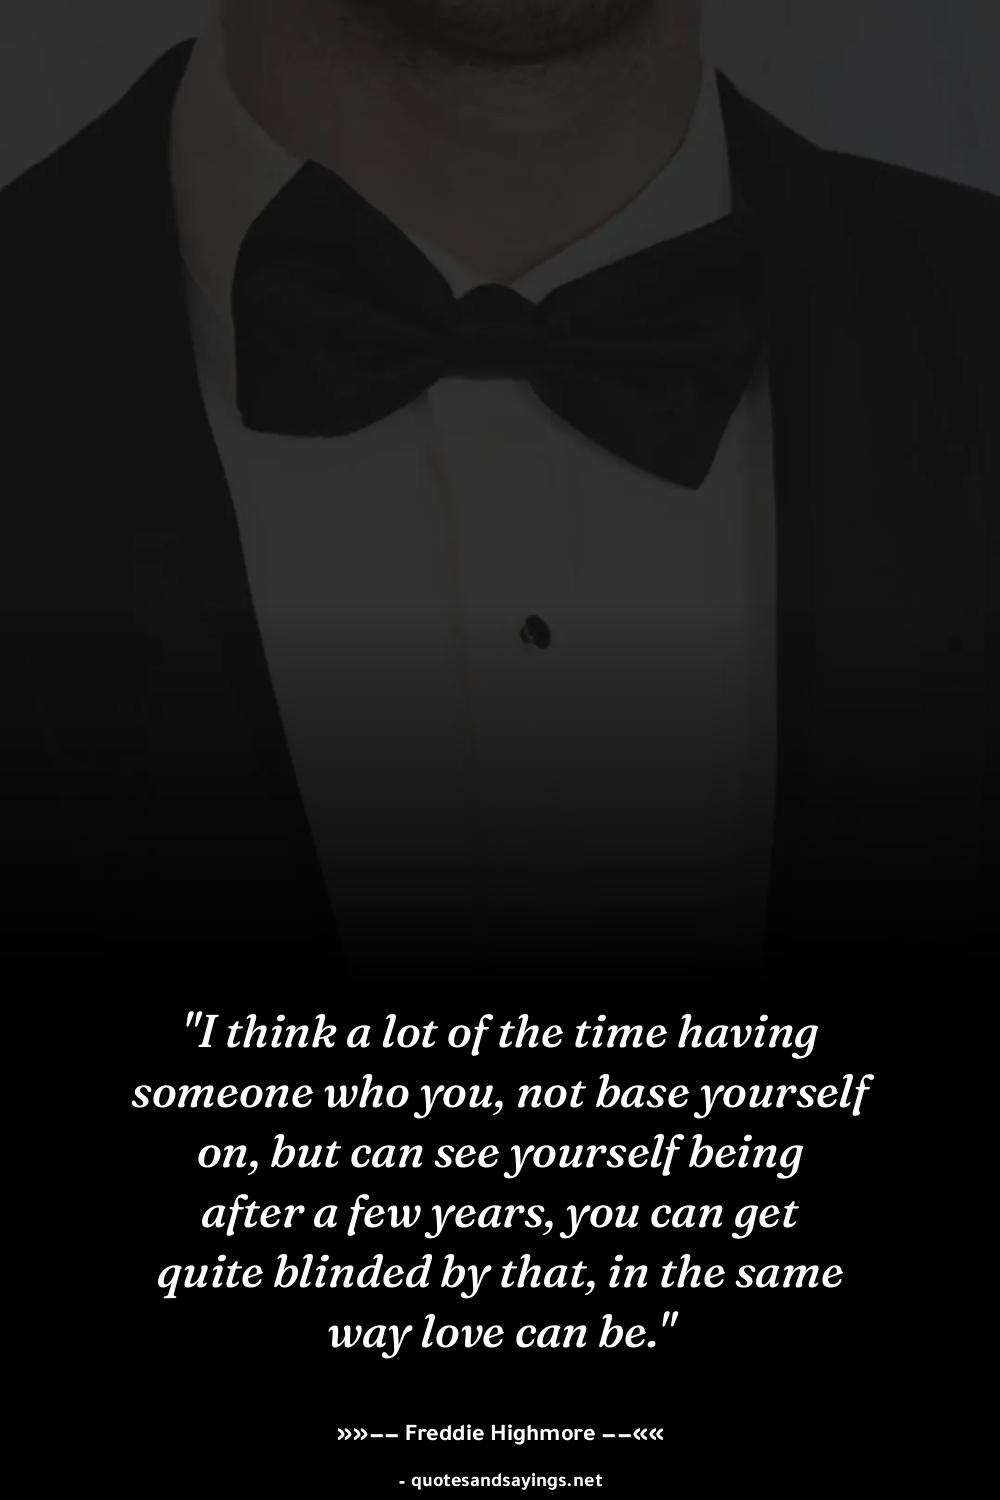 "I think a lot of the time having
someone who you, not base yourself
on, but can see yourself being
after a few years, you can get
quite blinded by that, in the same
way love can be."
»»−− Freddie Highmore −−««
- quotesandsayings.net